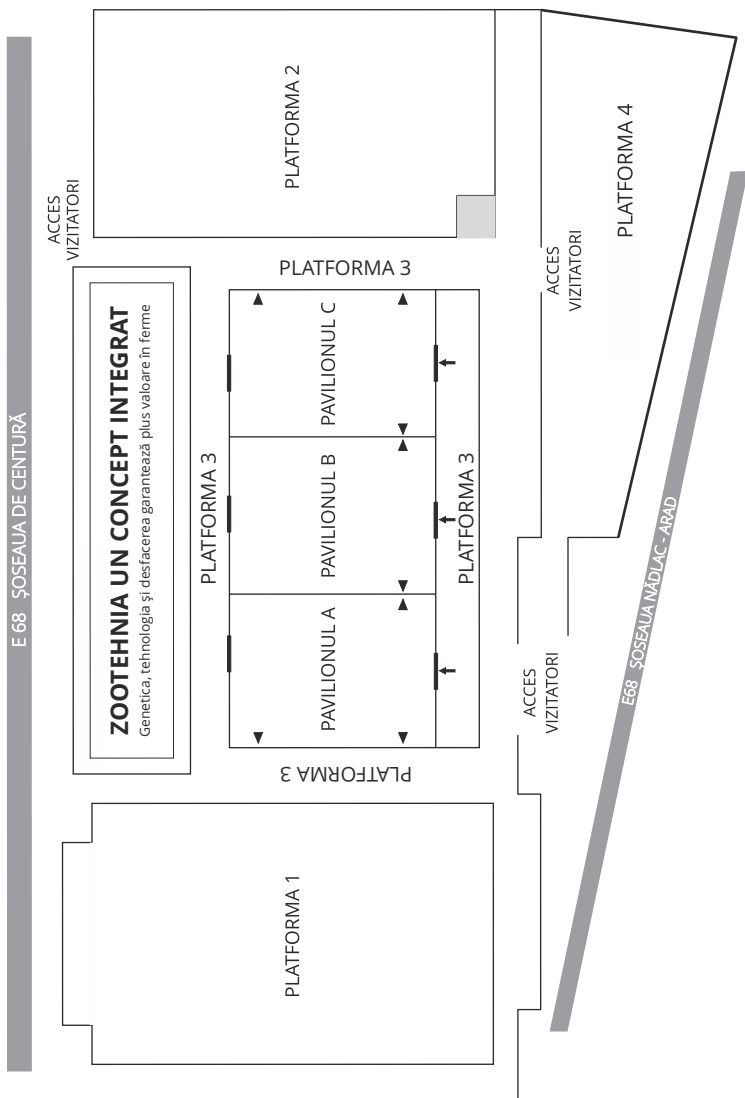 PLATFORMA 2
PLATFORMA 4
ACCES
VIZITATORI
ACCES
VIZITATORI
PLATFORMA 3
E 68 ȘOSEAUA DE CENTURĂ
ZOOTEHNIA UN CONCEPT INTEGRAT
Genetica, tehnologia și desfacerea garantează plus valoare în ferme
PLATFORMA 3
PAVILIONUL C
PAVILIONUL B
PAVILIONUL A
PLATFORMA 3
E68 ȘOSEAUA NĂDLAC - ARAD
ACCES
VIZITATORI
PLATFORMA 3
PLATFORMA 1